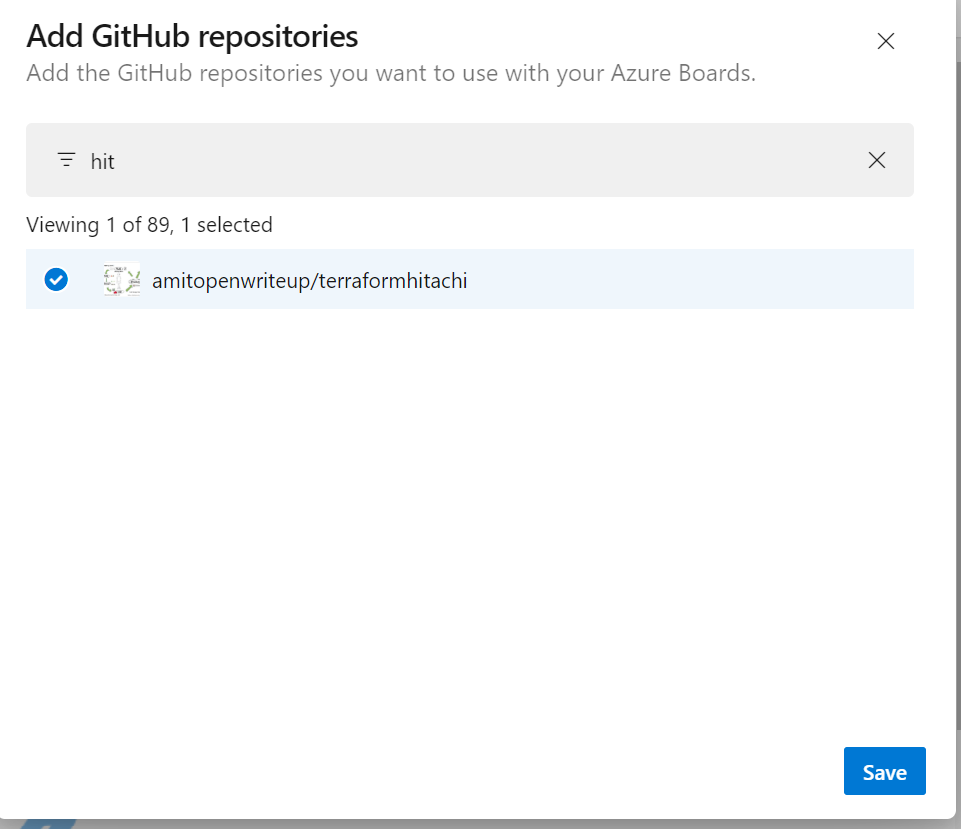 Add GitHub repositories
Add the GitHub repositories you want to use with your Azure Boards.
hit
Viewing 1 of 89, 1 selected
amitopenwriteup/terraformhitachi
Save